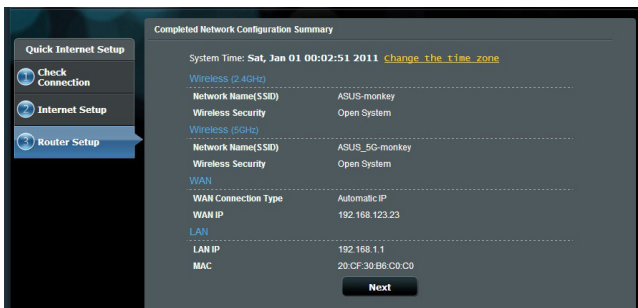 Completed Network Configuration Summary
Quick Internet Setup
1 Check Connection
2 Internet Setup
3 Router Setup
System Time: Sat, Jan 01 00:02:51 2011 Change the time zone
Wireless (2.4GHz)
Network Name(SSID) ASUS-monkey
Wireless Security Open System
Wireless (5GHz)
Network Name(SSID) ASUS_5G-monkey
Wireless Security Open System
WAN
WAN Connection Type Automatic IP
WAN IP 192.168.123.23
LAN
LAN IP 192.168.1.1
MAC 20:CF:30:B6:C0:C0
Next